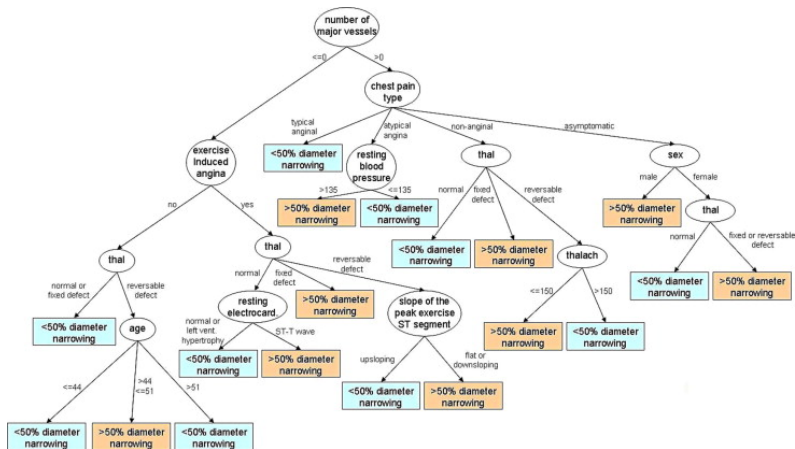 number of
major vessels
<=0
>0
chest pain
type
typical
anginal
atypical
angina
non-anginal
asymptomatic
exercise
Induced
angina
<50% diameter
narrowing
resting
blood
pressure
thal
sex
no
yes
>135
<=135
normal
fixed
defect
reversable
defect
male
female
>50% diameter
narrowing
<50% diameter
narrowing
>50% diameter
narrowing
thal
thal
thal
<50% diameter
narrowing
>50% diameter
narrowing
thalach
normal
fixed or reversable
defect
normal or
fixed defect
reversable
defect
normal
fixed
defect
reversable
defect
<=150
>150
<50% diameter
narrowing
>50% diameter
narrowing
<50% diameter
narrowing
age
resting
electrocard.
>50% diameter
narrowing
slope of the
peak exercise
ST segment
>50% diameter
narrowing
<50% diameter
narrowing
normal or
left vent.
hypertrophy
ST-T wave
upsloping
flat or
downsloping
<50% diameter
narrowing
>50% diameter
narrowing
<50% diameter
narrowing
>50% diameter
narrowing
<=44
>44
<=51
>51
<50% diameter
narrowing
>50% diameter
narrowing
<50% diameter
narrowing